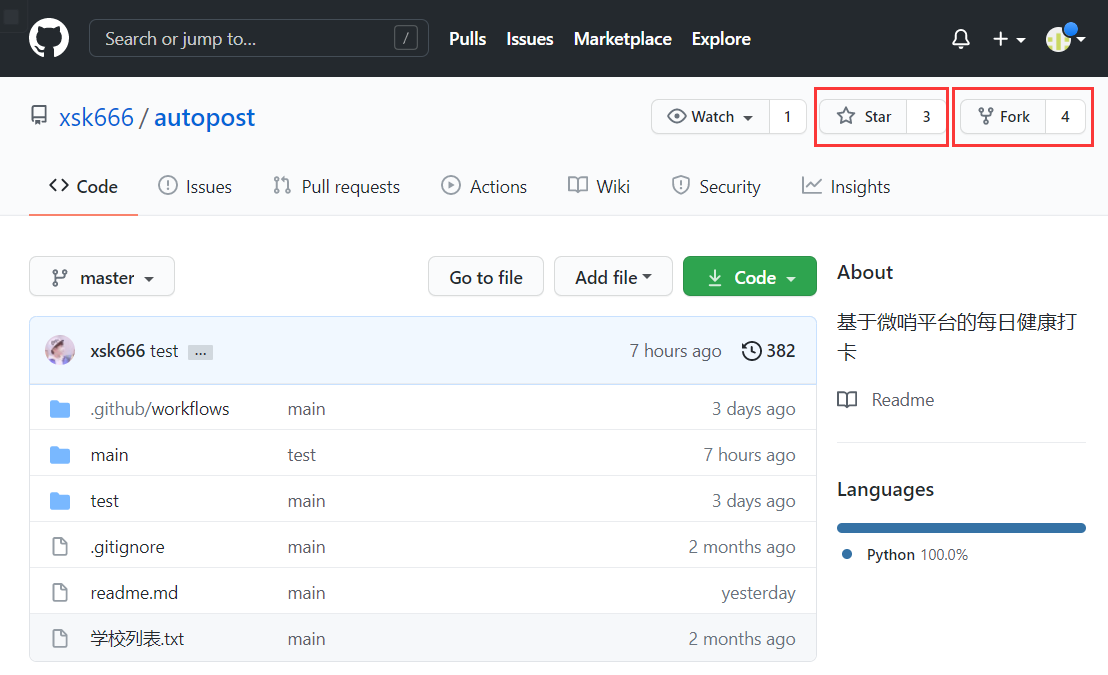 Search or jump to... / Pulls Issues Marketplace Explore
xsk666 / autopost Watch 1 Star 3 Fork 4
Code Issues Pull requests Actions Wiki Security Insights
master Go to file Add file Code
About
基于微哨平台的每日健康打
卡
Readme
Languages
Python 100.0%
xsk666 test ... 7 hours ago 382
.github/workflows main 3 days ago
main test 7 hours ago
test main 3 days ago
.gitignore main 2 months ago
readme.md main yesterday
学校列表.txt main 2 months ago